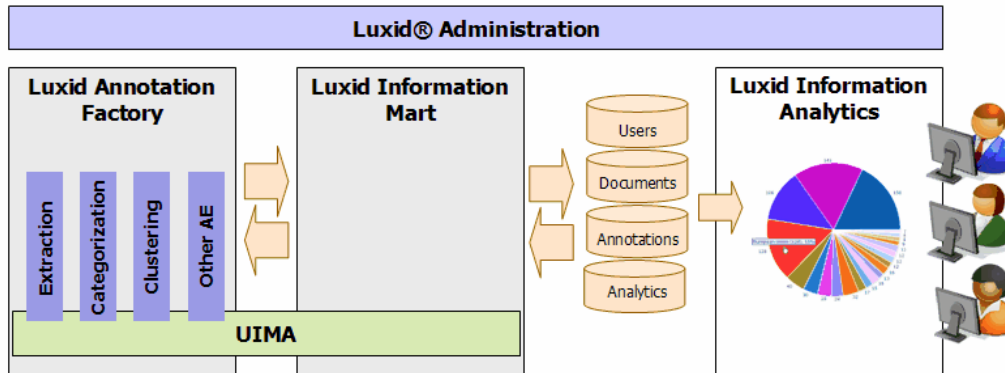 Luxid® Administration
Luxid Annotation
Factory
Luxid Information
Mart
Luxid Information
Analytics
Users
Documents
Annotations
Analytics
Extraction
Categorization
Clustering
Other AE
UIMA